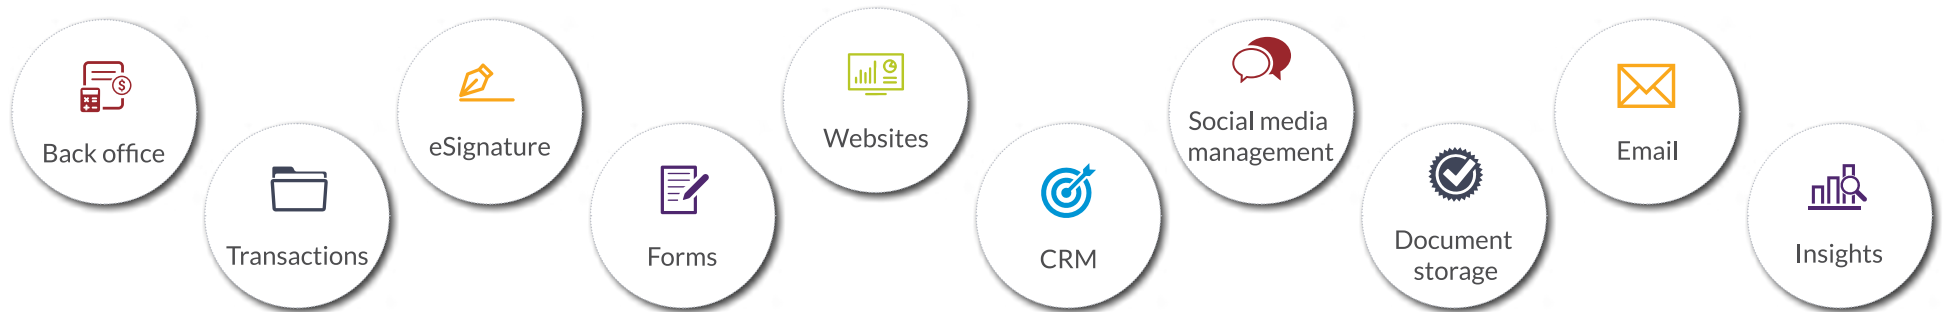 Back office
Transactions
eSignature
Forms
Websites
CRM
Social media
management
Document
storage
Email
Insights